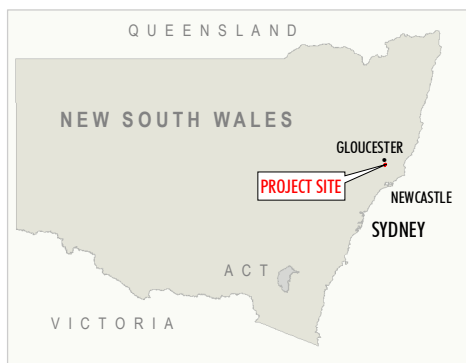 QUEENSLAND
NEW SOUTH WALES
GLOUCESTER
PROJECT SITE
NEWCASTLE
SYDNEY
ACT
VICTORIA